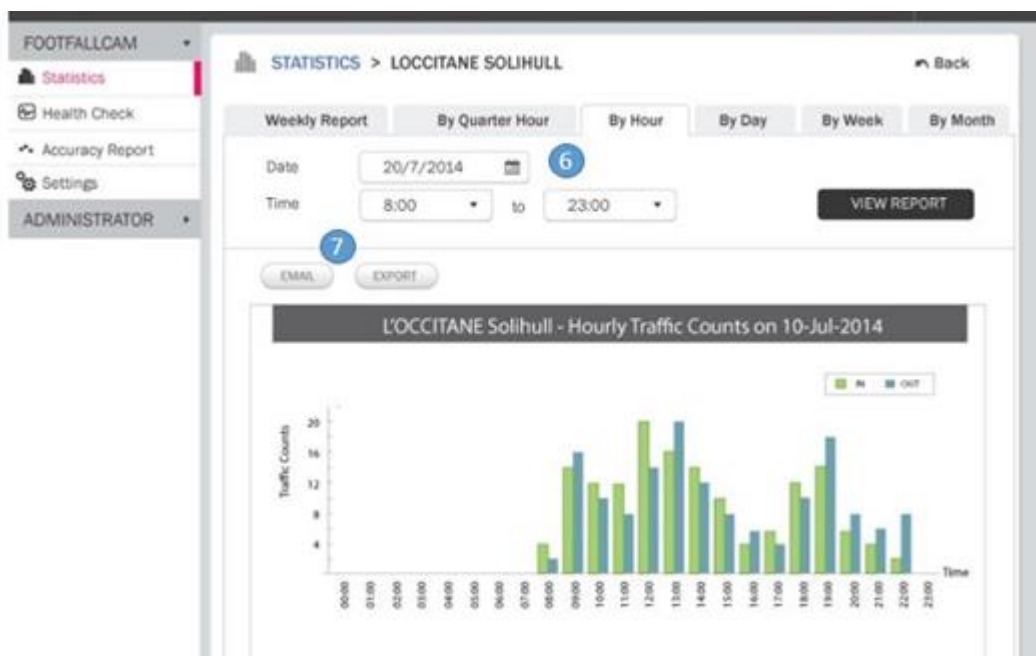 FOOTFALLCAM
Statistics
Health Check
Accuracy Report
Settings
ADMINISTRATOR
STATISTICS > LOCCITANE SOLIHULL
Back
Weekly Report By Quarter Hour By Hour By Day By Week By Month
Date 20/7/2014 6
Time 8:00 to 23:00 VIEW REPORT
7
EMAIL EXPORT
L'OCCITANE Solihull - Hourly Traffic Counts on 10-Jul-2014
IN OUT
Traffic Counts
20
16
12
8
4
Time
00:00 01:00 02:00 03:00 04:00 05:00 06:00 07:00 08:00 09:00 10:00 11:00 12:00 13:00 14:00 15:00 16:00 17:00 18:00 19:00 20:00 21:00 22:00 23:00